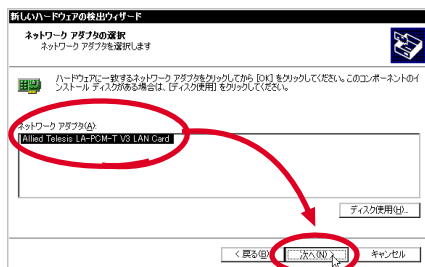 新しいハードウェアの検出ウィザード
ネットワーク アダプタの選択
ネットワーク アダプタを選択します
ハードウェアに一致するネットワーク アダプタをクリックしてから [OK] をクリックしてください。このコンポーネントのイ
ンストール ディスクがある場合は、[ディスク使用] をクリックしてください。
ネットワーク アダプタ(A):
Allied Telesis LA-PCM-T V3 LAN Card
ディスク使用(H)...
< 戻る(B)
次へ(N) >
キャンセル